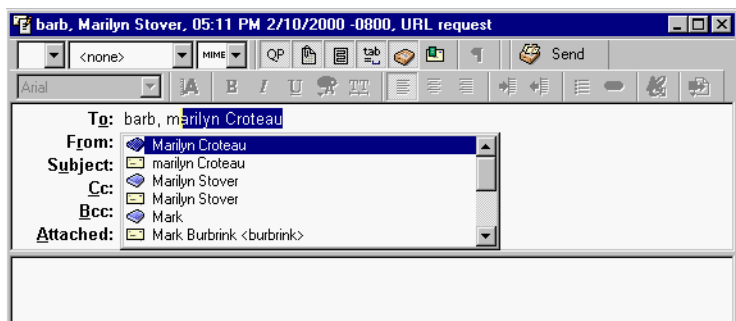 barb, Marilyn Stover, 05:11 PM 2/10/2000 -0800, URL request
<none> MIME QP tab Send
Arial A B I U TT
To: barb, marilyn Croteau
From: Marilyn Croteau
marilyn Croteau
Subject: Marilyn Stover
Cc: Marilyn Stover
Bcc: Mark
Attached: Mark Burbrink <burbrink>